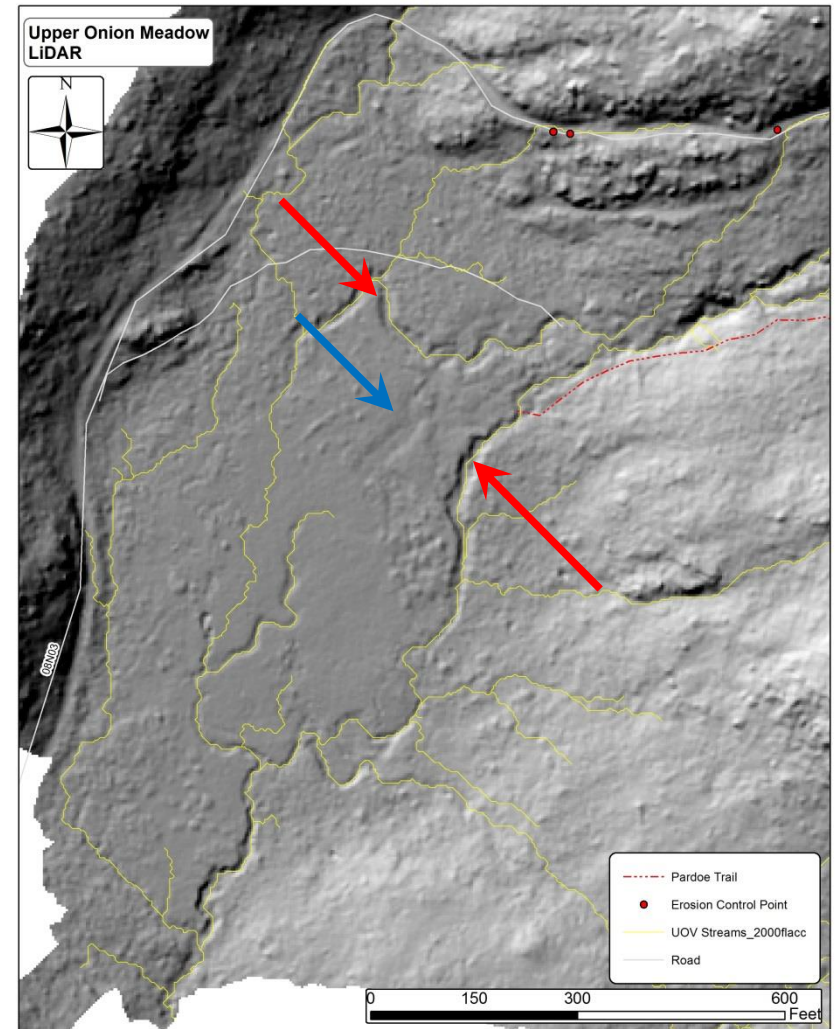 Upper Onion Meadow
LiDAR
N
08N03
Pardoe Trail
Erosion Control Point
UOV Streams_2000flacc
Road
0 150 300 600
Feet